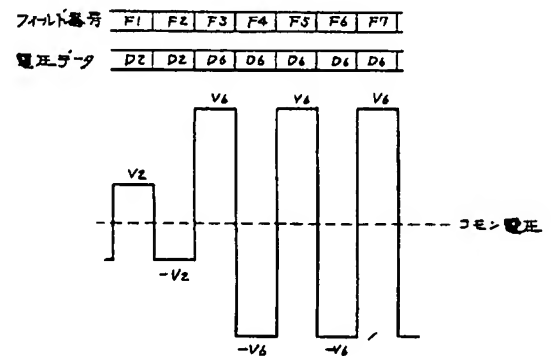 フィールド番号 F1 F2 F3 F4 F5 F6 F7
電圧データ D2 D2 D6 D6 D6 D6 D6
V6 V6 V6
V2
コモン電圧
-V2
-V6 -V6